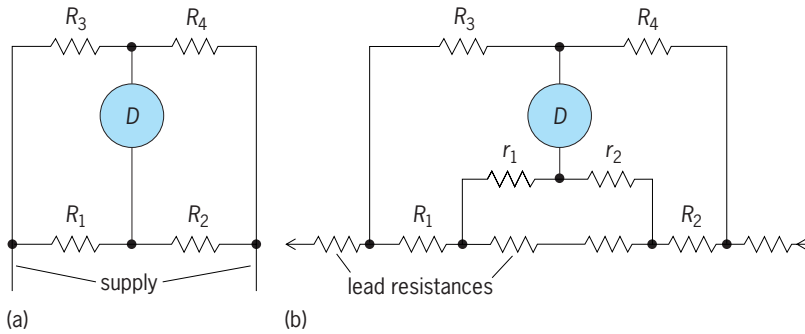 R3 R4
D
R1 R2
supply
(a)
R3 R4
D
r1 r2
R1 R2
lead resistances
(b)